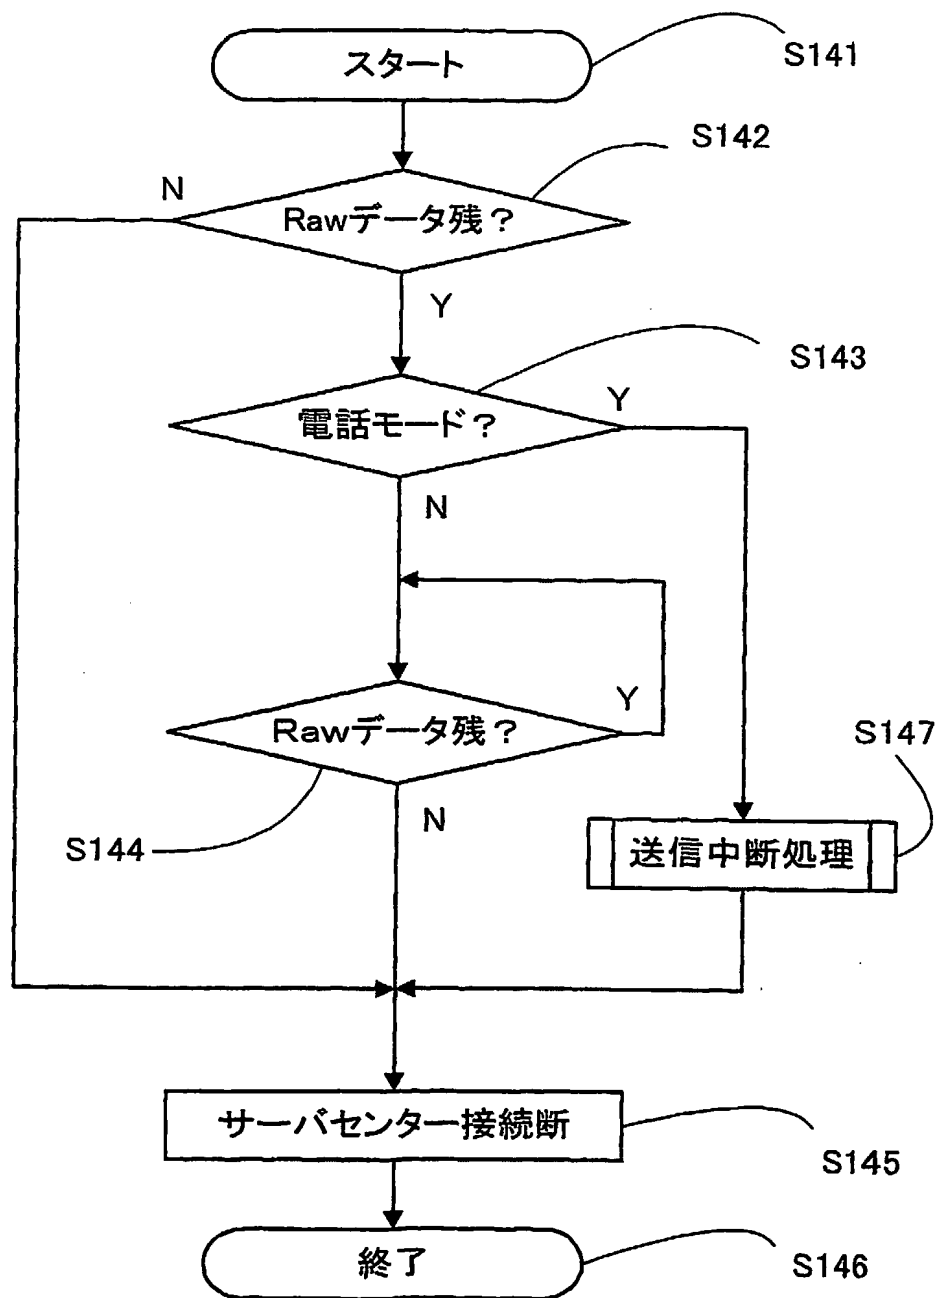 スタート
S141
S142
N
Rawデータ残？
Y
S143
電話モード？
Y
N
Rawデータ残？
Y
S144
N
S147
送信中断処理
サーバセンター接続断
S145
終了
S146